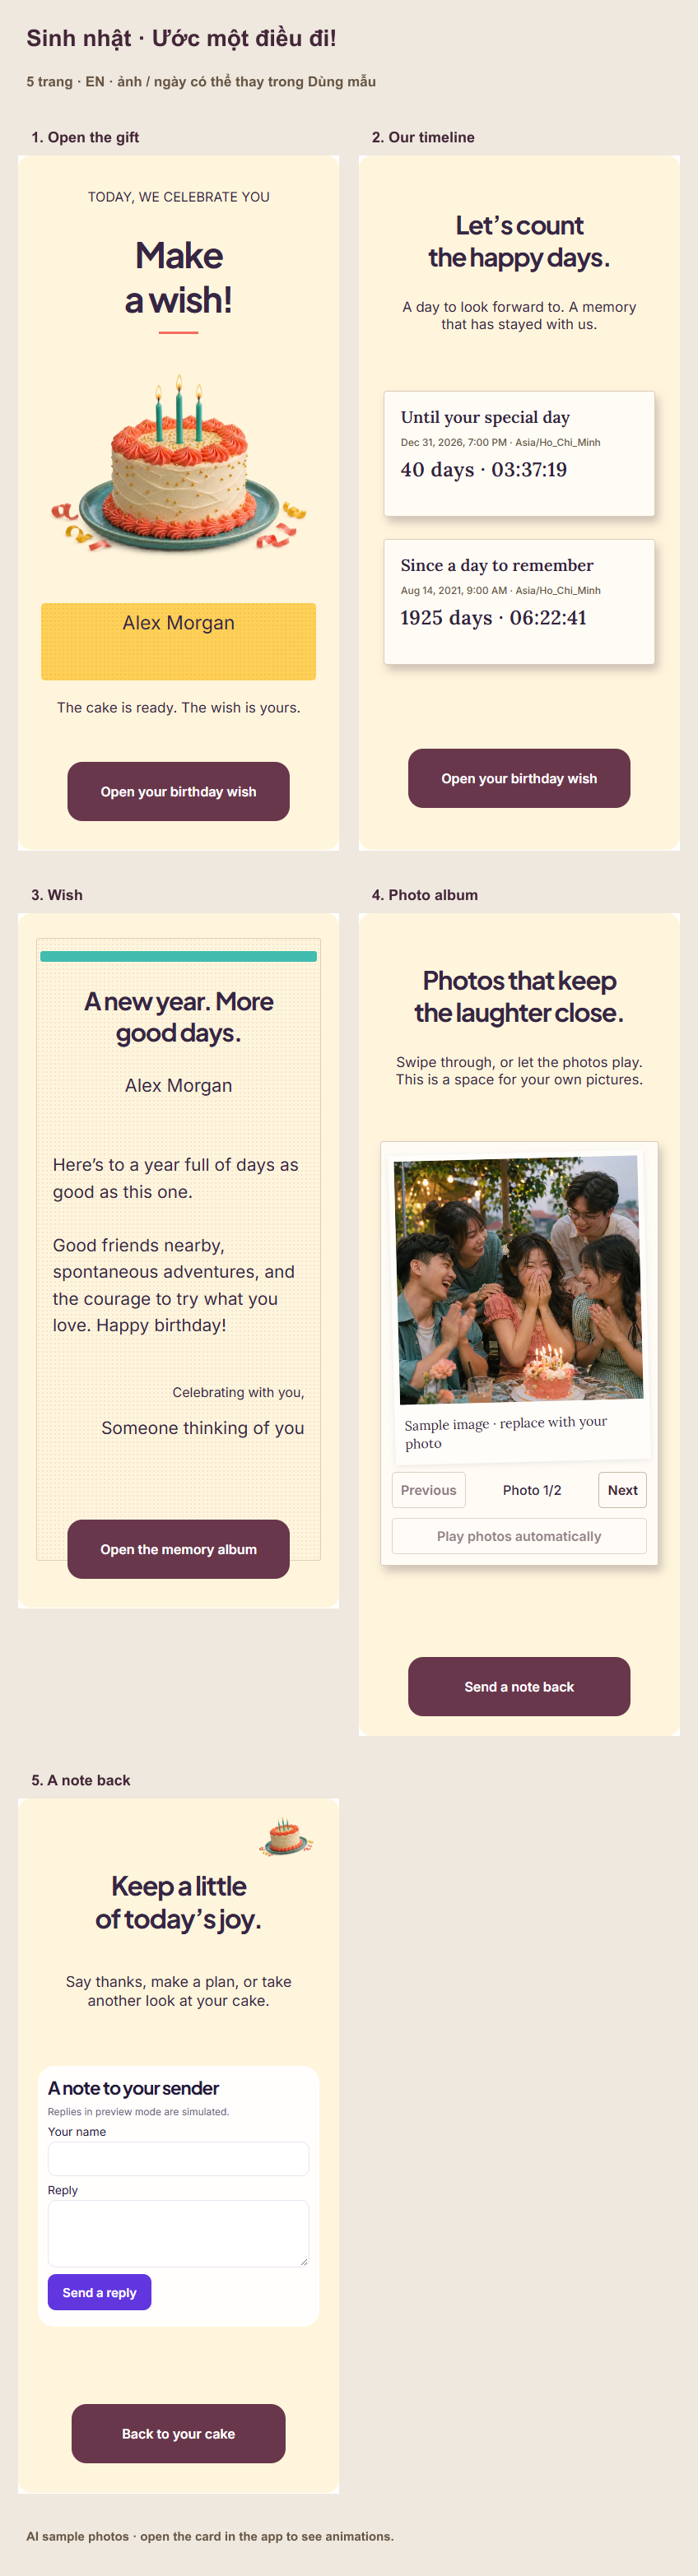 Sinh nhật · Ước một điều đi!
5 trang · EN · ảnh / ngày có thể thay trong Dùng mẫu
1. Open the gift
TODAY, WE CELEBRATE YOU
Make
a wish!
Alex Morgan
The cake is ready. The wish is yours.
Open your birthday wish
2. Our timeline
Let's count
the happy days.
A day to look forward to. A memory
that has stayed with us.
Until your special day
Dec 31, 2026, 7:00 PM · Asia/Ho_Chi_Minh
40 days · 03:37:19
Since a day to remember
Aug 14, 2021, 9:00 AM · Asia/Ho_Chi_Minh
1925 days · 06:22:41
Open your birthday wish
3. Wish
A new year. More
good days.
Alex Morgan
Here's to a year full of days as
good as this one.
Good friends nearby,
spontaneous adventures, and
the courage to try what you
love. Happy birthday!
Celebrating with you,
Someone thinking of you
Open the memory album
4. Photo album
Photos that keep
the laughter close.
Swipe through, or let the photos play.
This is a space for your own pictures.
Sample image · replace with your
photo
Previous
Photo 1/2
Next
Play photos automatically
Send a note back
5. A note back
Keep a little
of today's joy.
Say thanks, make a plan, or take
another look at your cake.
A note to your sender
Replies in preview mode are simulated.
Your name
Reply
Send a reply
Back to your cake
AI sample photos · open the card in the app to see animations.